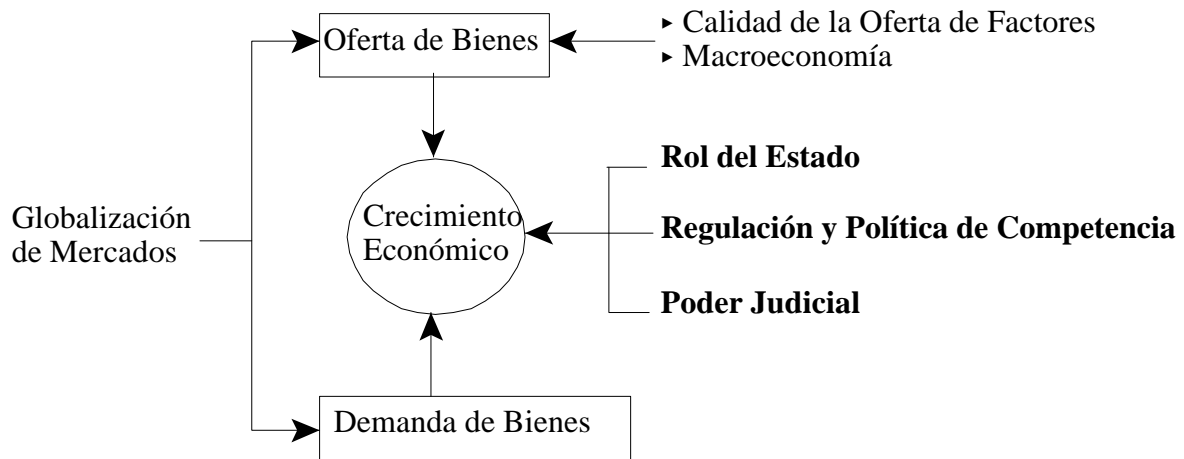 Oferta de Bienes
▸ Calidad de la Oferta de Factores
▸ Macroeconomía
Rol del Estado
Globalización
de Mercados
Crecimiento
Económico
Regulación y Política de Competencia
Poder Judicial
Demanda de Bienes